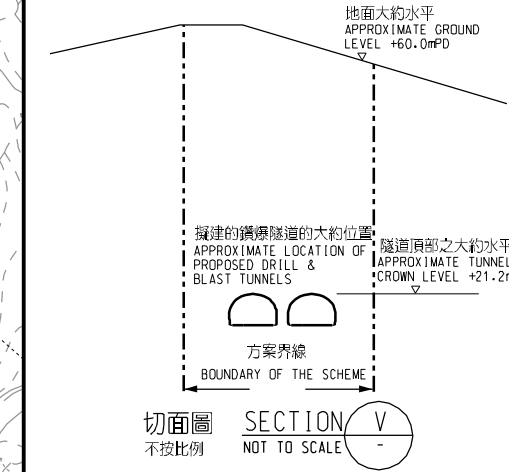 地面大約水平
APPROXIMATE GROUND
LEVEL +60.0mPD
擬建的鑽爆隧道的大約位置
APPROXIMATE LOCATION OF
PROPOSED DRILL &
BLAST TUNNELS
隧道頂部之大約水平
APPROXIMATE TUNNEL
CROWN LEVEL +21.2m
方案界線
BOUNDARY OF THE SCHEME
切面圖 SECTION V
不按比例 NOT TO SCALE -